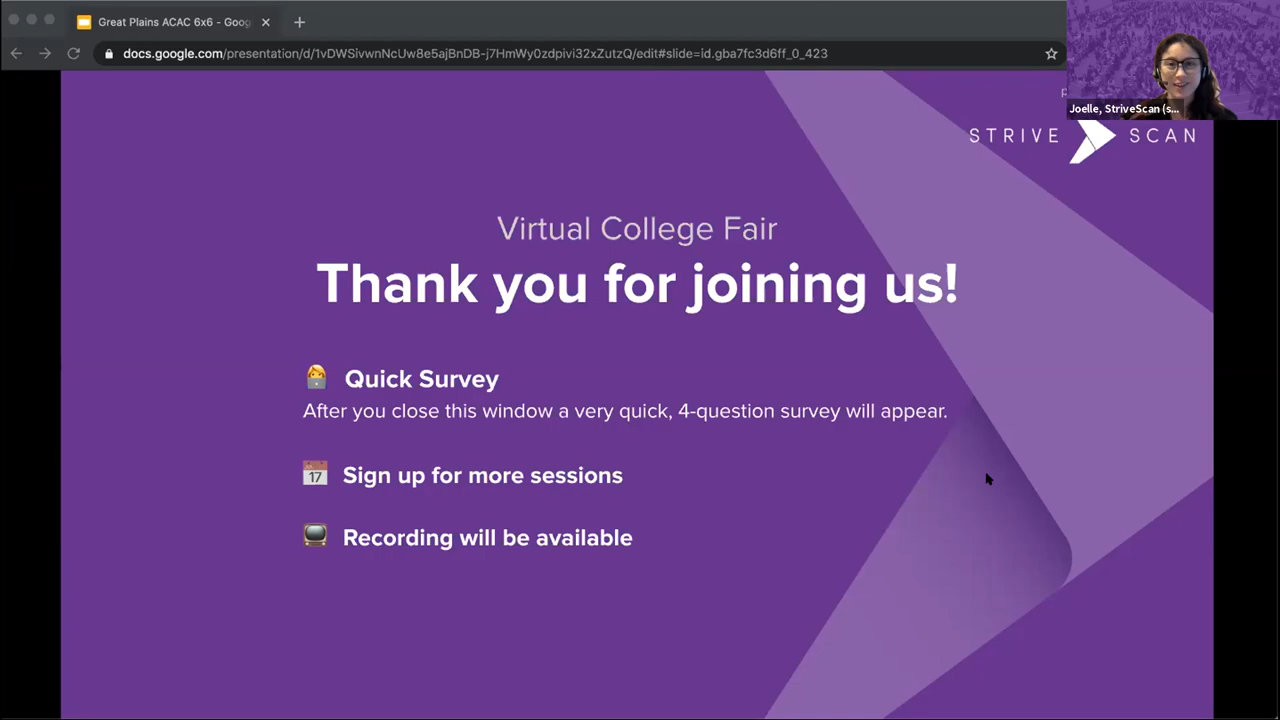 Great Plains ACAC 6x6 - Goog
docs.google.com/presentation/d/1vDWSivwnNcUw8e5ajBnDB-j7HmWy0zdpivi32xZutzQ/edit#slide=id.gba7fc3d6ff_0_423
Joelle, StriveScan (s...
STRIVE SCAN
Virtual College Fair
Thank you for joining us!
Quick Survey
After you close this window a very quick, 4-question survey will appear.
17
Sign up for more sessions
Recording will be available